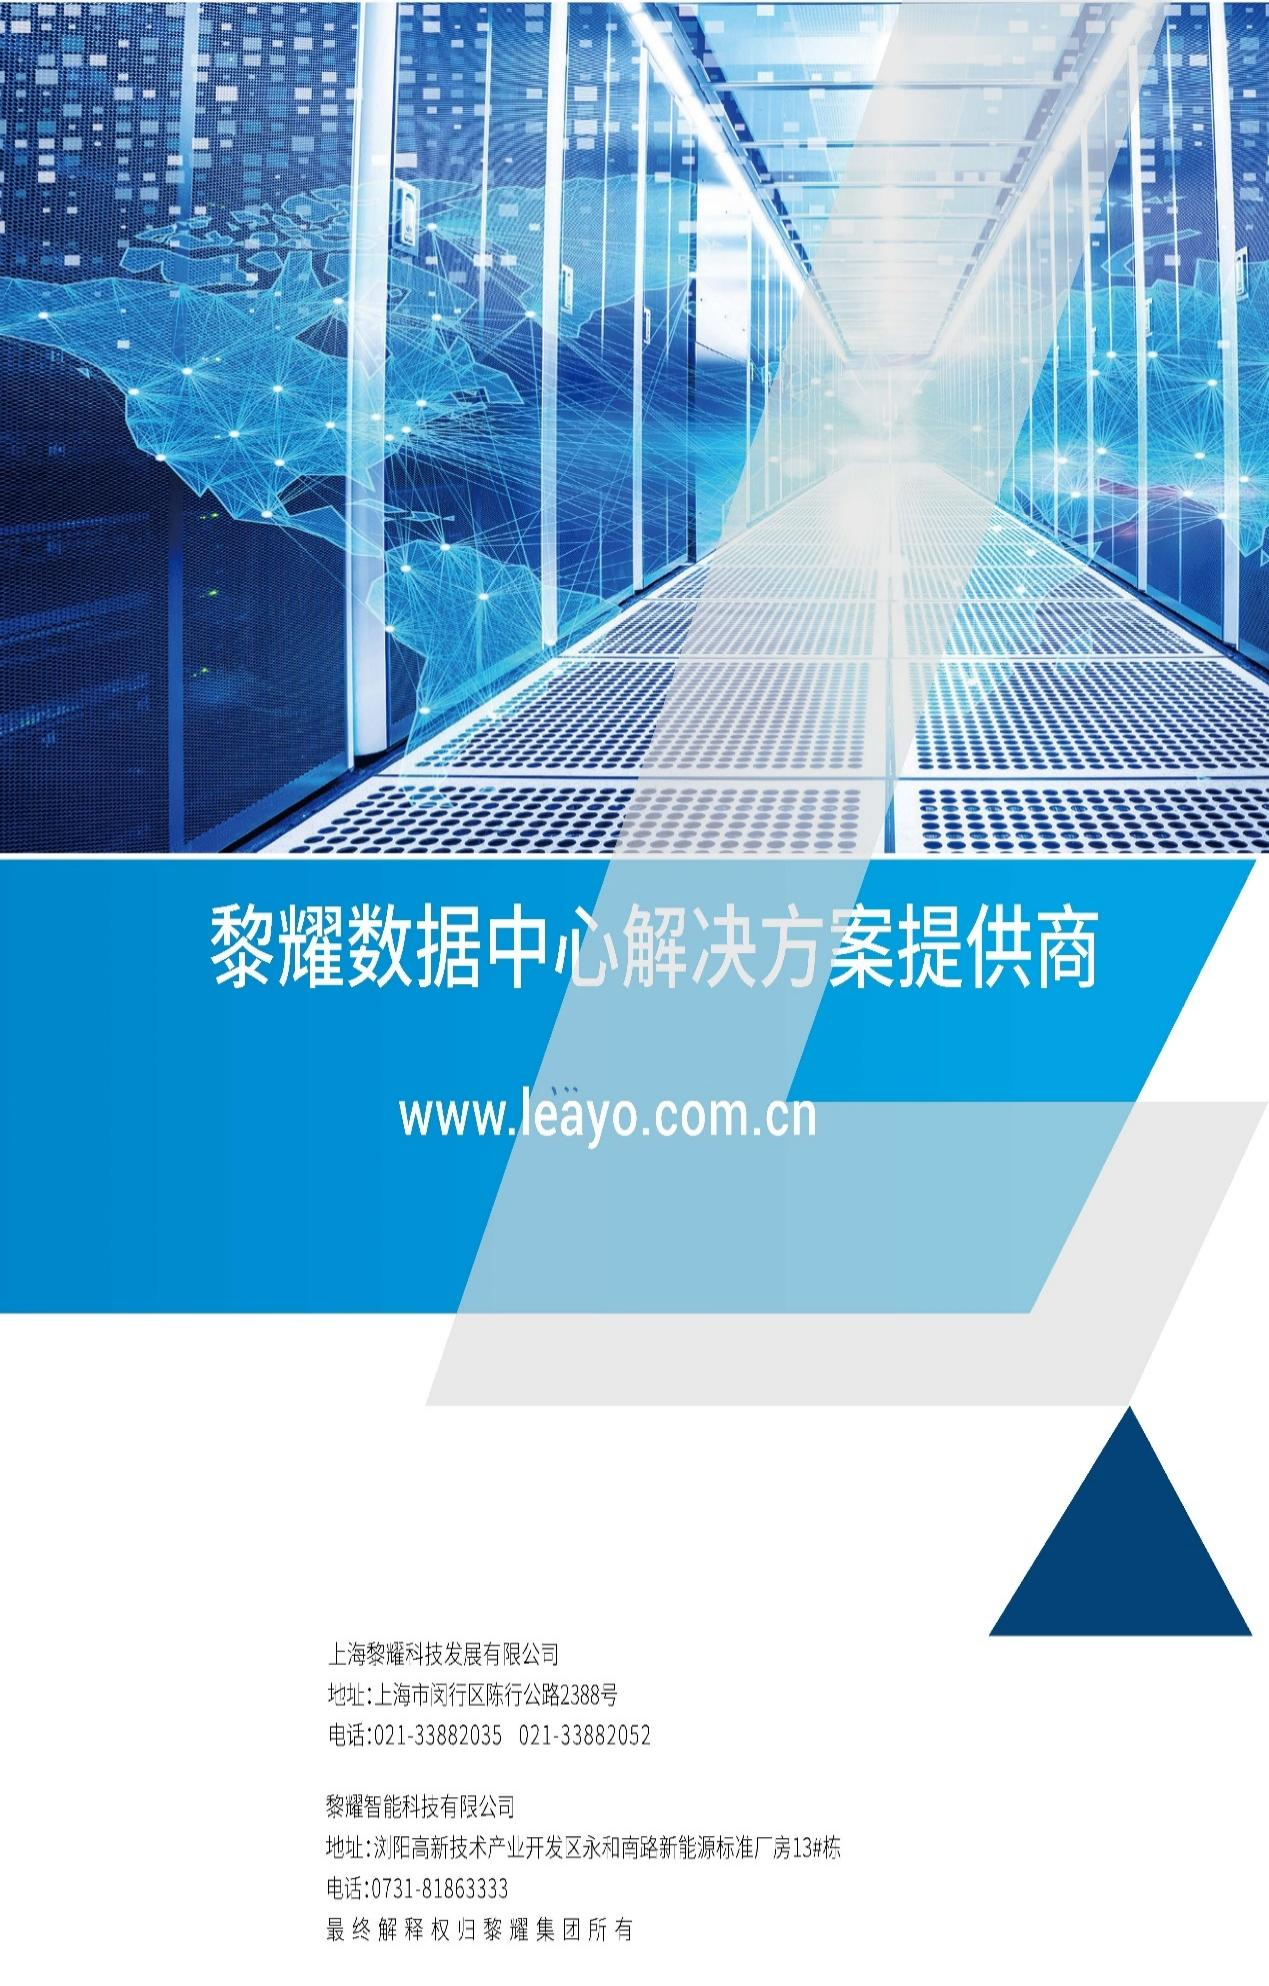 黎耀数据中心解决方案提供商
www.leayo.com.cn
上海黎耀科技发展有限公司
地址:上海市闵行区陈行公路2388号
电话:021-33882035 021-33882052
黎耀智能科技有限公司
地址:浏阳高新技术产业开发区永和南路新能源标准厂房13#栋
电话:0731-81863333
最终解释权归黎耀集团所有